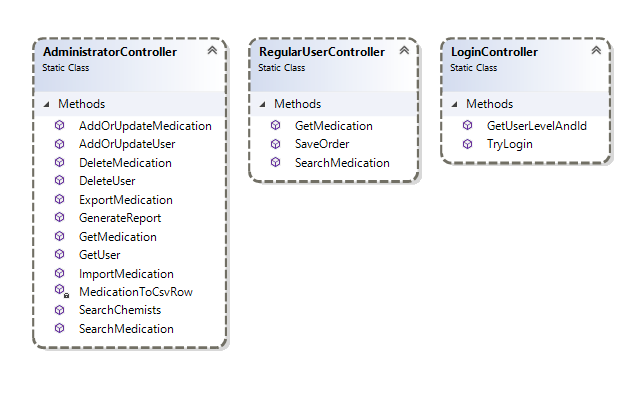 AdministratorController
Static Class
Methods
AddOrUpdateMedication
AddOrUpdateUser
DeleteMedication
DeleteUser
ExportMedication
GenerateReport
GetMedication
GetUser
ImportMedication
MedicationToCsvRow
SearchChemists
SearchMedication
RegularUserController
Static Class
Methods
GetMedication
SaveOrder
SearchMedication
LoginController
Static Class
Methods
GetUserLevelAndId
TryLogin